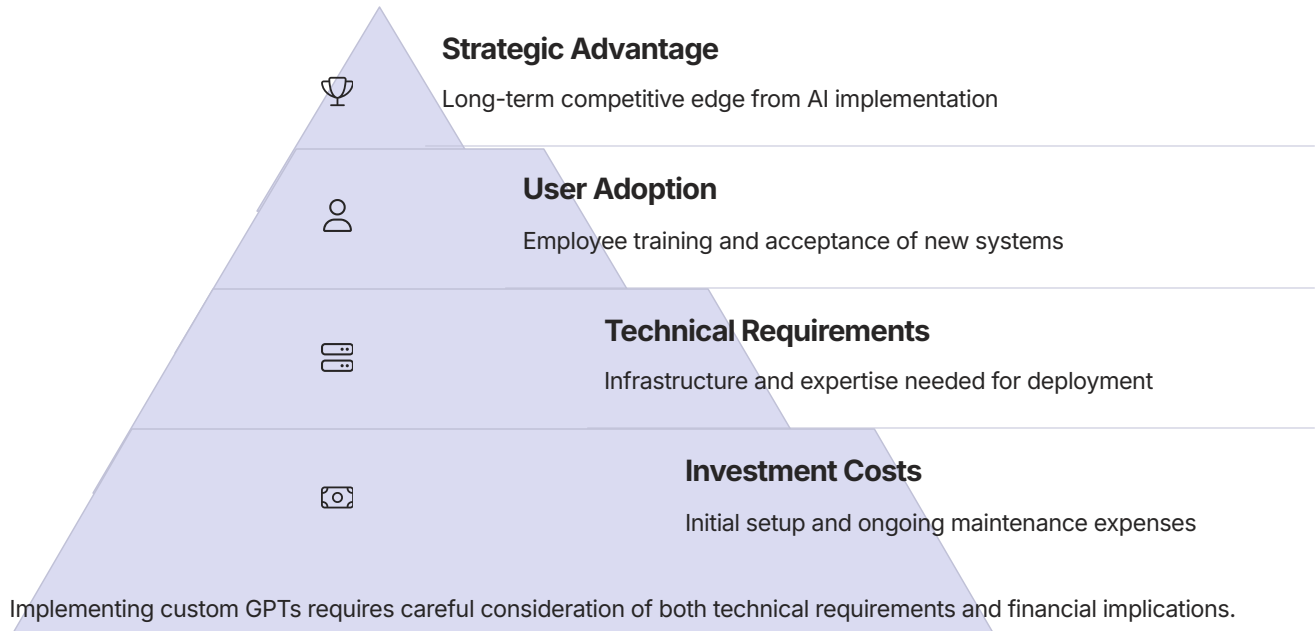 Strategic Advantage
Long-term competitive edge from AI implementation
User Adoption
Employee training and acceptance of new systems
Technical Requirements
Infrastructure and expertise needed for deployment
Investment Costs
Initial setup and ongoing maintenance expenses
Implementing custom GPTs requires careful consideration of both technical requirements and financial implications.